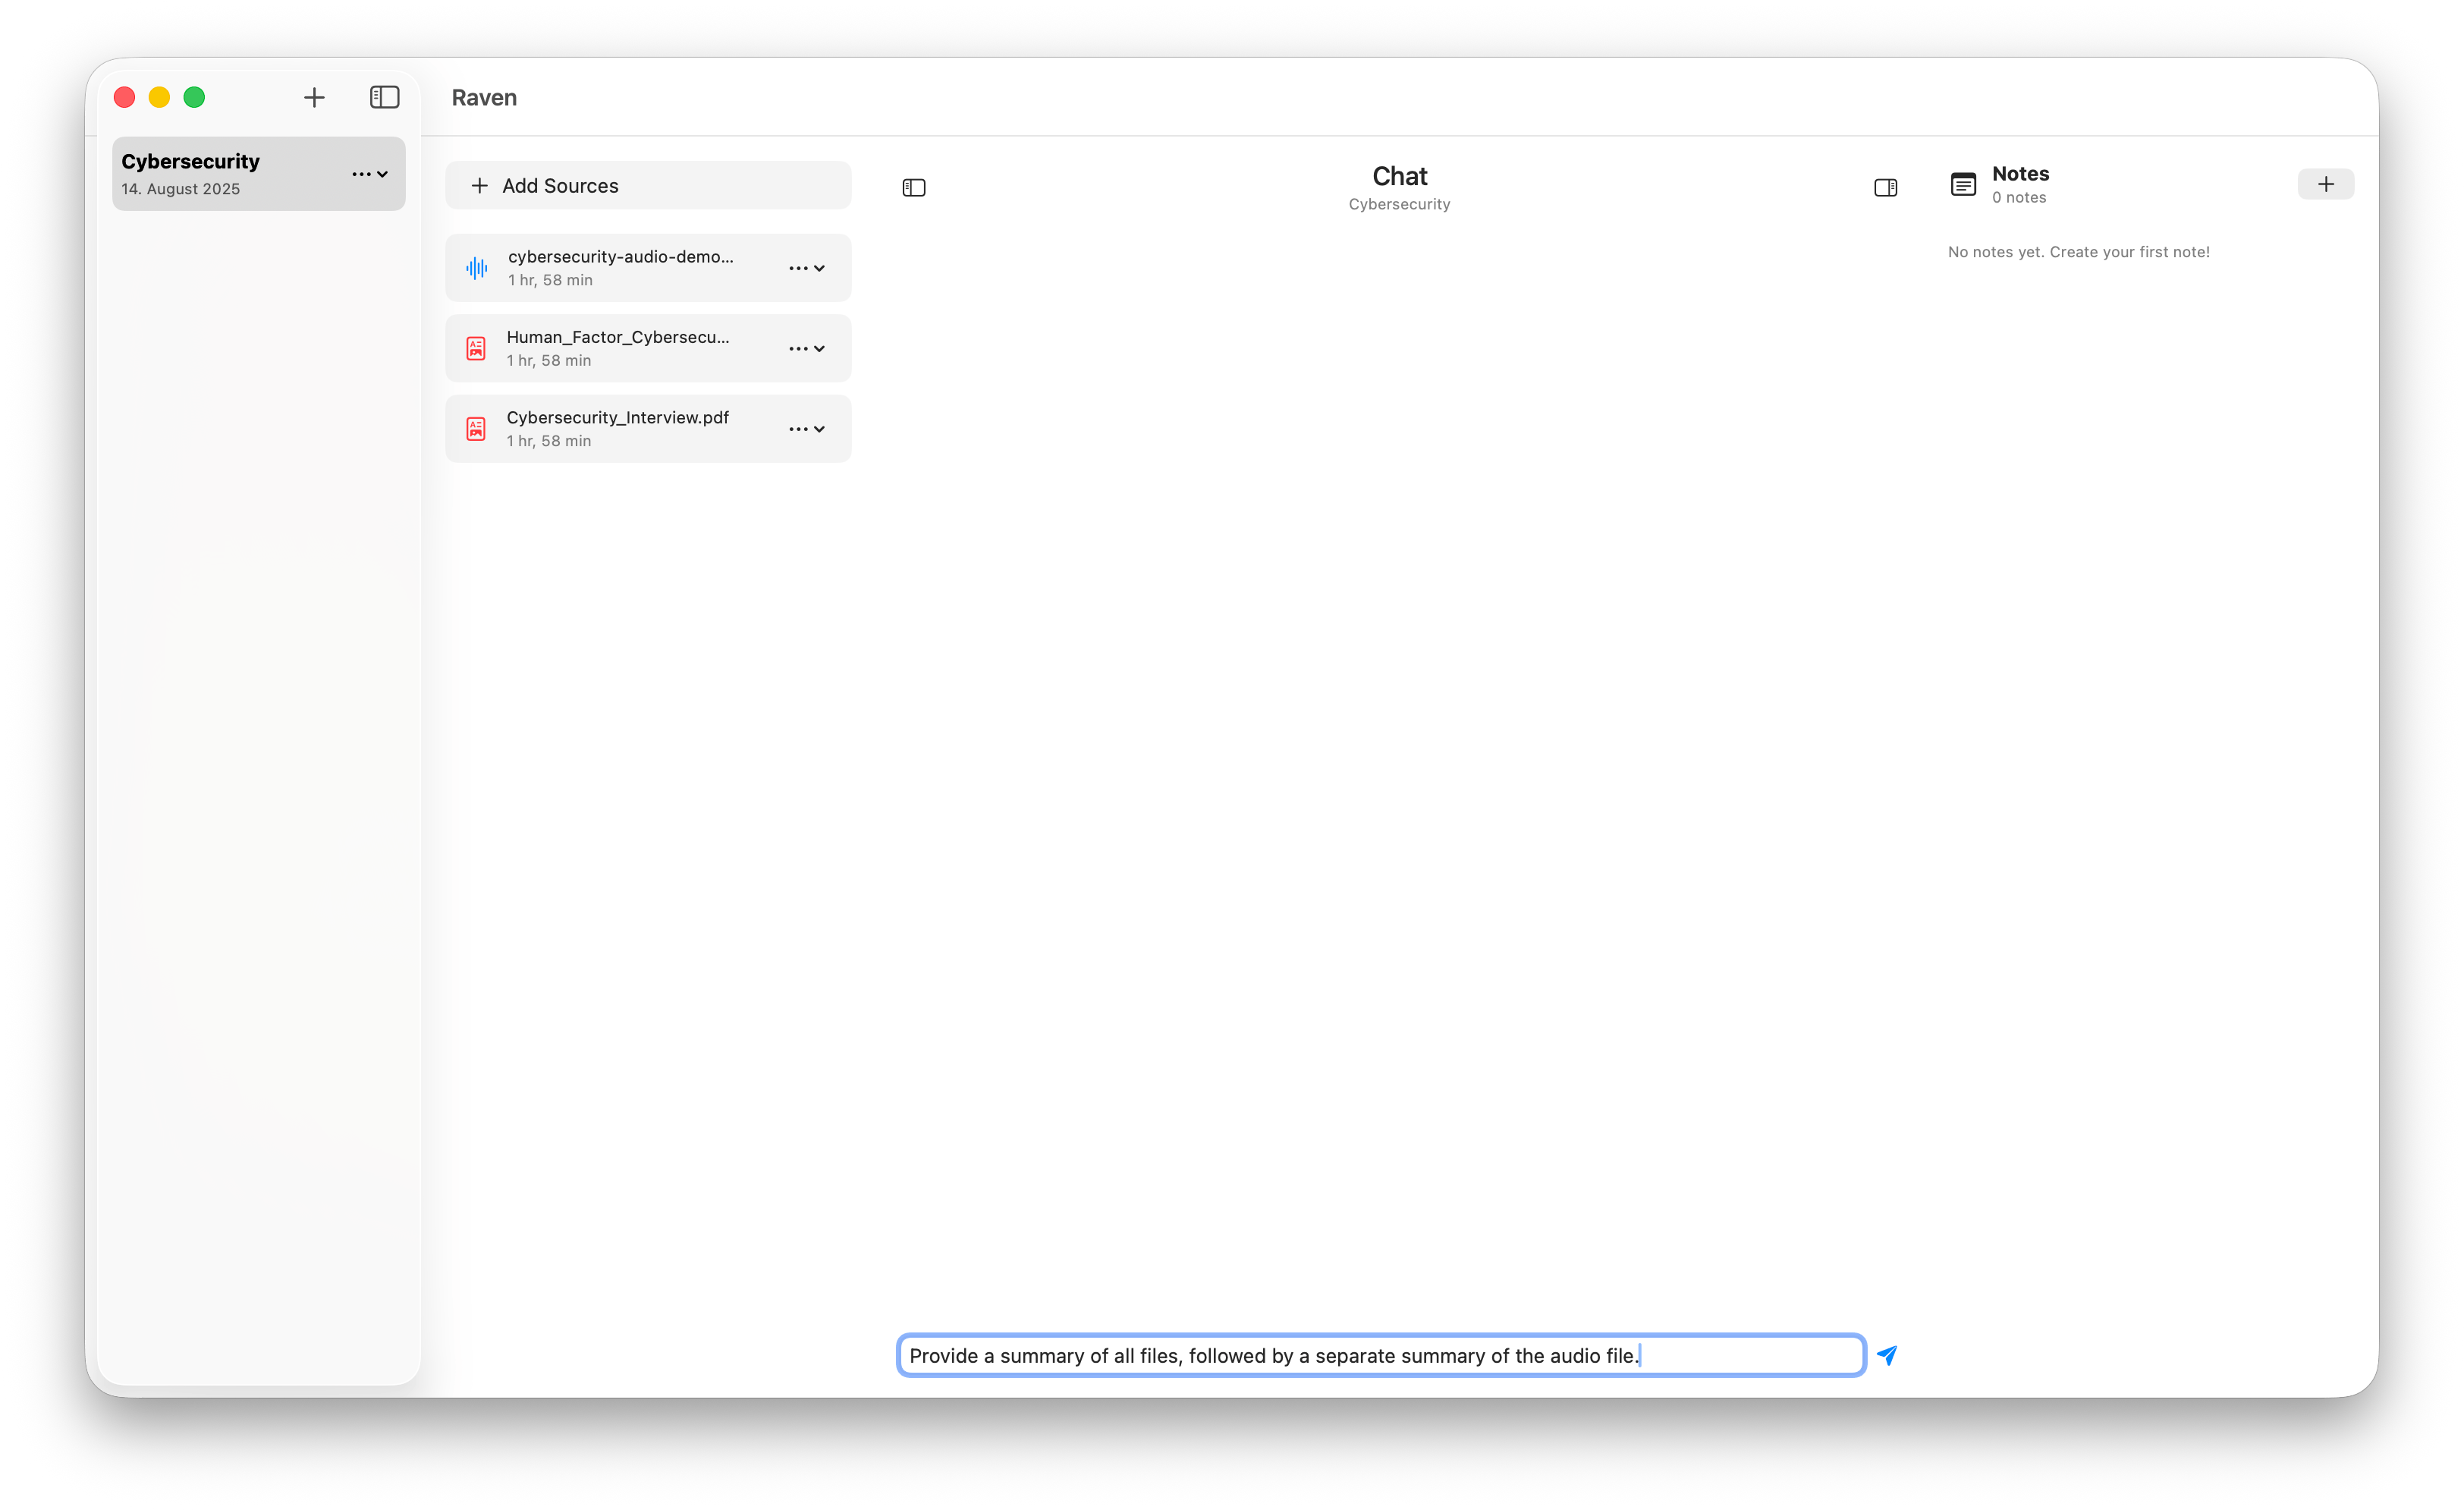 Raven
Cybersecurity
14. August 2025
Add Sources
cybersecurity-audio-demo...
1 hr, 58 min
Human_Factor_Cybersecu...
1 hr, 58 min
Cybersecurity_Interview.pdf
1 hr, 58 min
Chat
Cybersecurity
Provide a summary of all files, followed by a separate summary of the audio file.
Notes
0 notes
No notes yet. Create your first note!